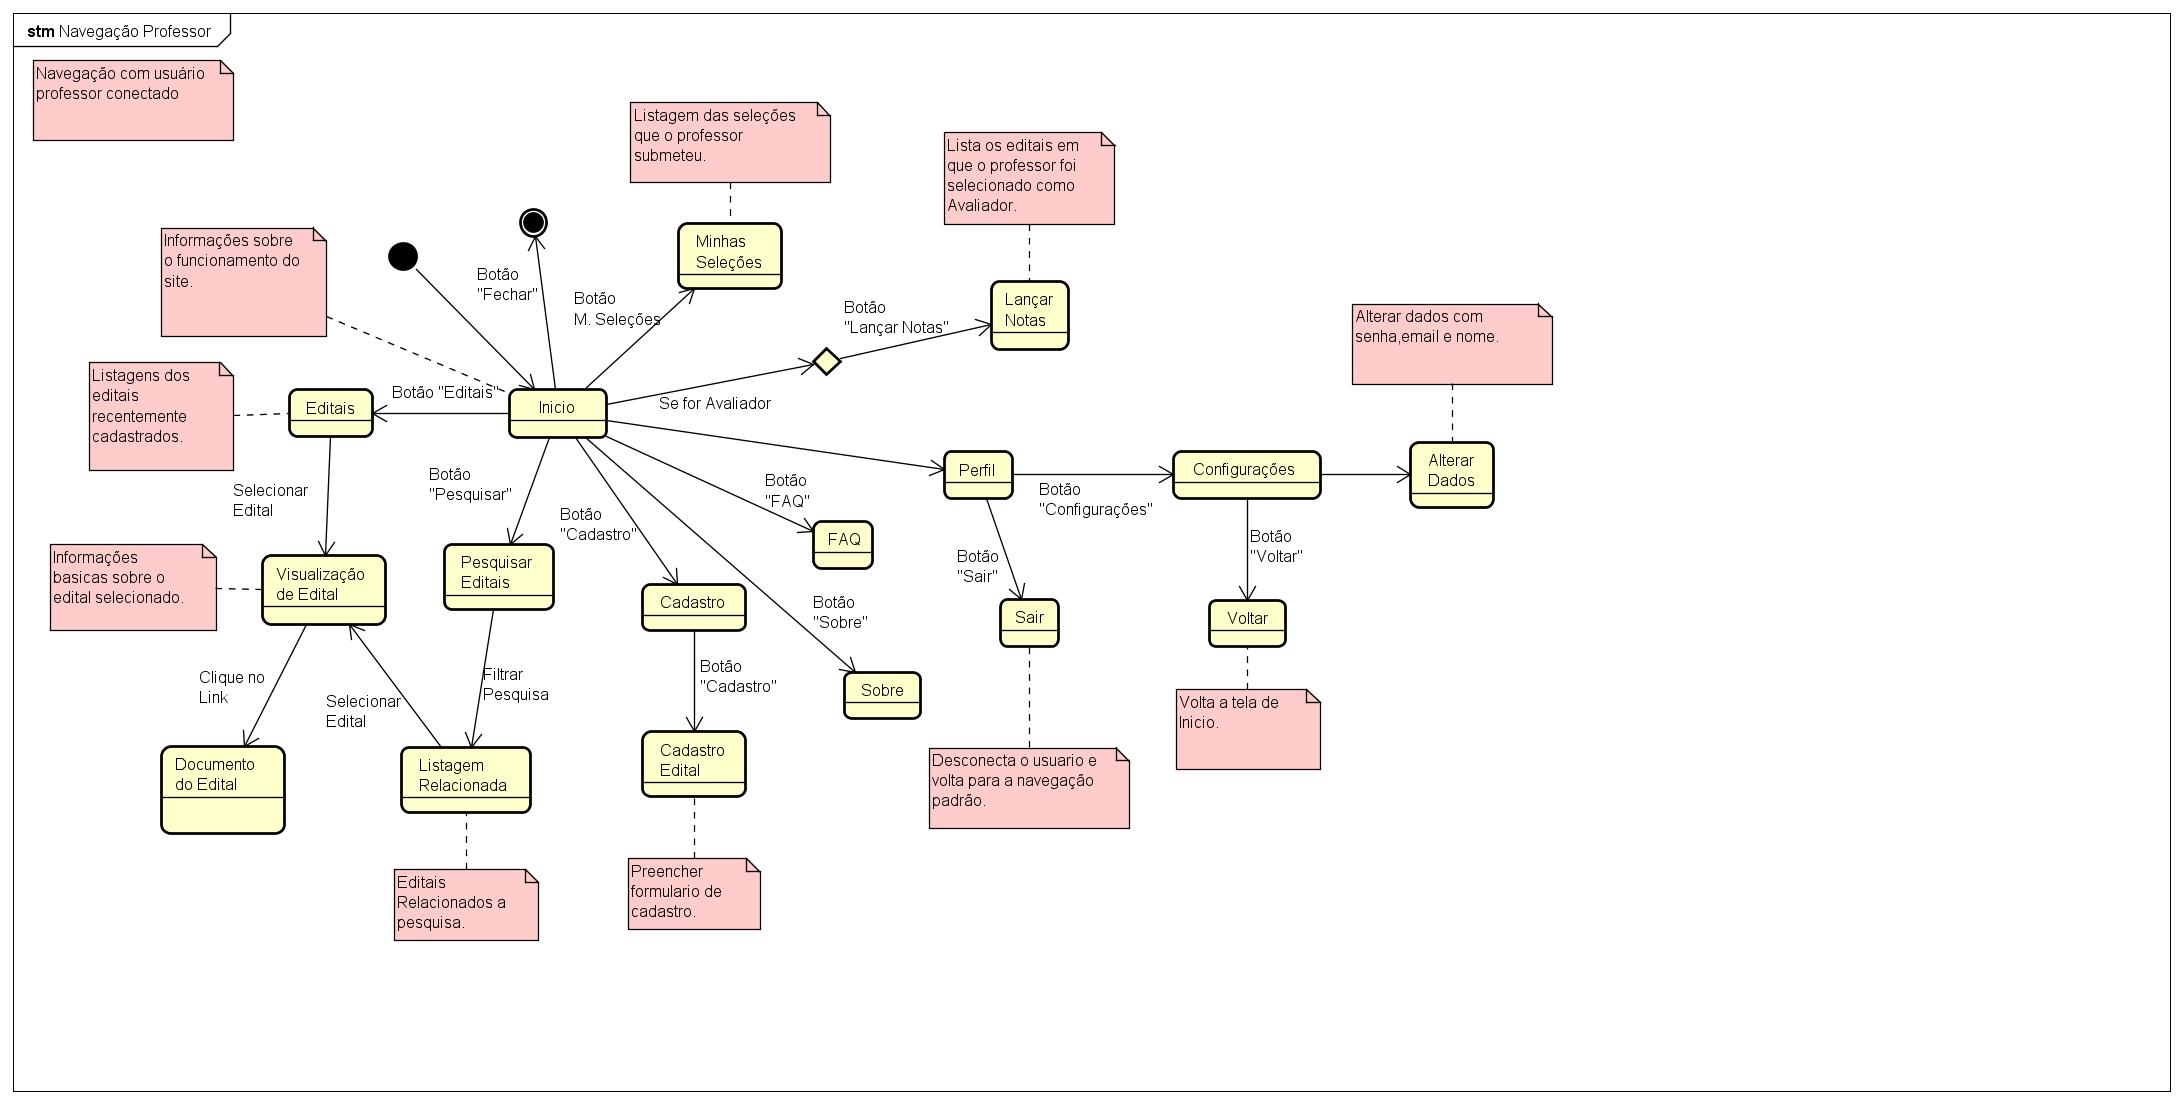 stm Navegação Professor
Navegação com usuário
professor conectado
Listagem das seleções
que o professor
submeteu.
Lista os editais em
que o professor foi
selecionado como
Avaliador.
Informações sobre
o funcionamento do
site.
Botão
"Fechar"
Botão
M. Seleções
Minhas
Seleções
Botão
"Lançar Notas"
Lançar
Notas
Alterar dados com
senha,email e nome.
Listagens dos
editais
recentemente
cadastrados.
Editais
Botão "Editais"
Inicio
Se for Avaliador
Perfil
Botão
"Configurações"
Configurações
Alterar
Dados
Selecionar
Edital
Botão
"Pesquisar"
Botão
"Cadastro"
Botão
"FAQ"
FAQ
Botão
"Sair"
Botão
"Voltar"
Informações
basicas sobre o
edital selecionado.
Visualização
de Edital
Pesquisar
Editais
Cadastro
Botão
"Sobre"
Sair
Voltar
Clique no
Link
Selecionar
Edital
Filtrar
Pesquisa
Botão
"Cadastro"
Sobre
Volta a tela de
Inicio.
Documento
do Edital
Listagem
Relacionada
Cadastro
Edital
Desconecta o usuario e
volta para a navegação
padrão.
Editais
Relacionados a
pesquisa.
Preencher
formulario de
cadastro.